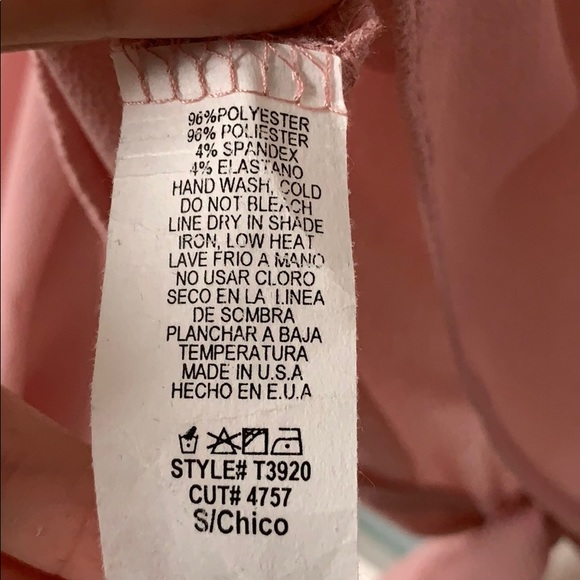 96%POLYESTER
96% POLIESTER
4% SPANDEX
4% ELASTANO
HAND WASH, COLD
DO NOT BLEACH
LINE DRY IN SHADE
IRON, LOW HEAT
LAVE FRIO A MANO
NO USAR CLORO
SECO EN LA LINEA
DE SOMBRA
PLANCHAR A BAJA
TEMPERATURA
MADE IN U.S.A
HECHO EN E.U.A
STYLE# T3920
CUT# 4757
S/Chico